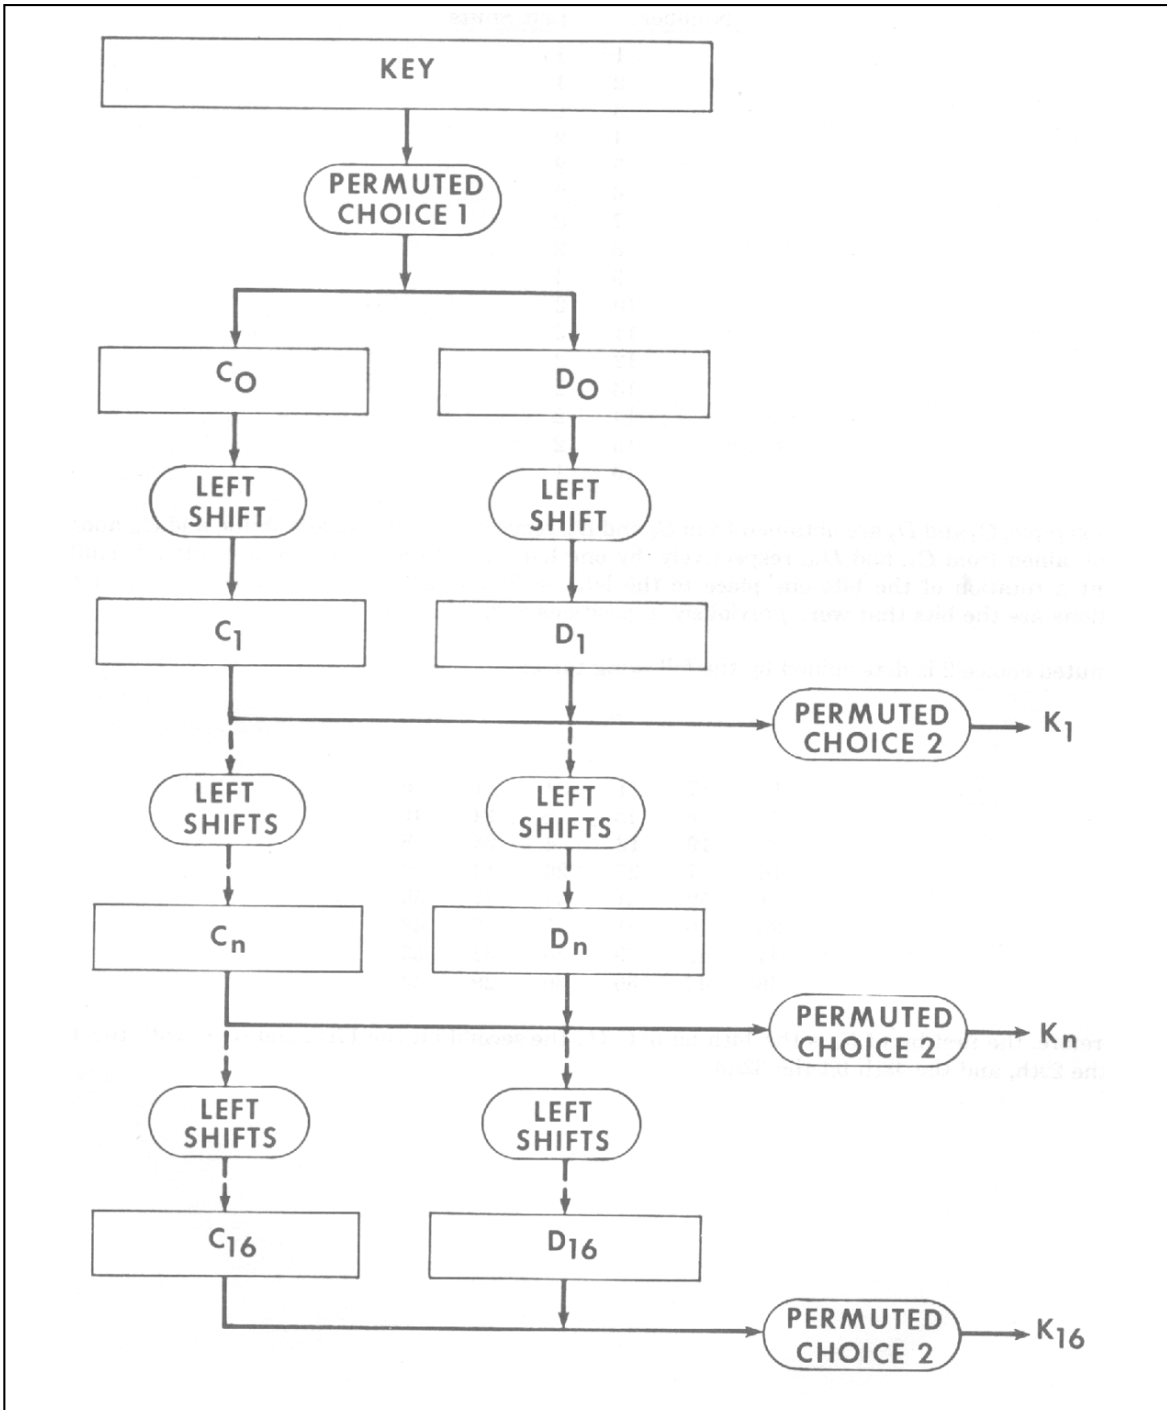 KEY
PERMUTED
CHOICE 1
C0
D0
LEFT
SHIFT
LEFT
SHIFT
C1
D1
PERMUTED
CHOICE 2
K1
LEFT
SHIFTS
LEFT
SHIFTS
Cn
Dn
PERMUTED
CHOICE 2
Kn
LEFT
SHIFTS
LEFT
SHIFTS
C16
D16
PERMUTED
CHOICE 2
K16